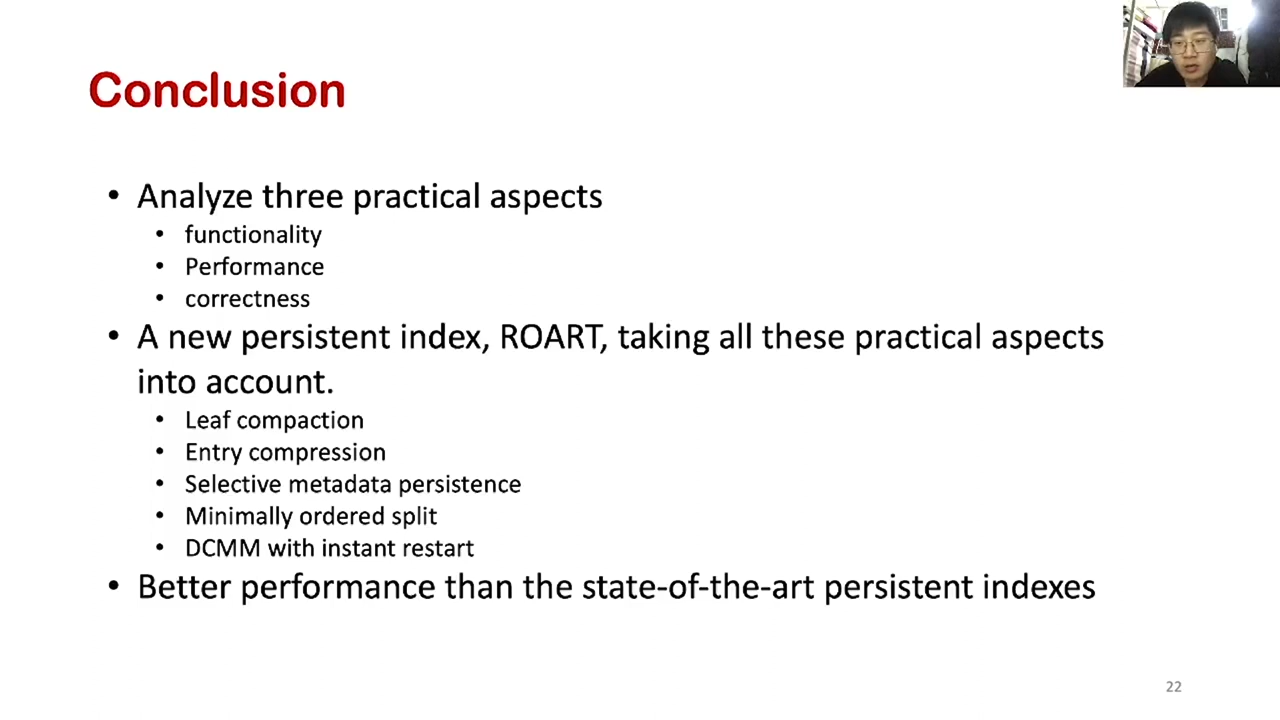 Conclusion
• Analyze three practical aspects
• functionality
• Performance
• correctness
• A new persistent index, ROART, taking all these practical aspects
into account.
• Leaf compaction
• Entry compression
• Selective metadata persistence
• Minimally ordered split
• DCMM with instant restart
• Better performance than the state-of-the-art persistent indexes
22